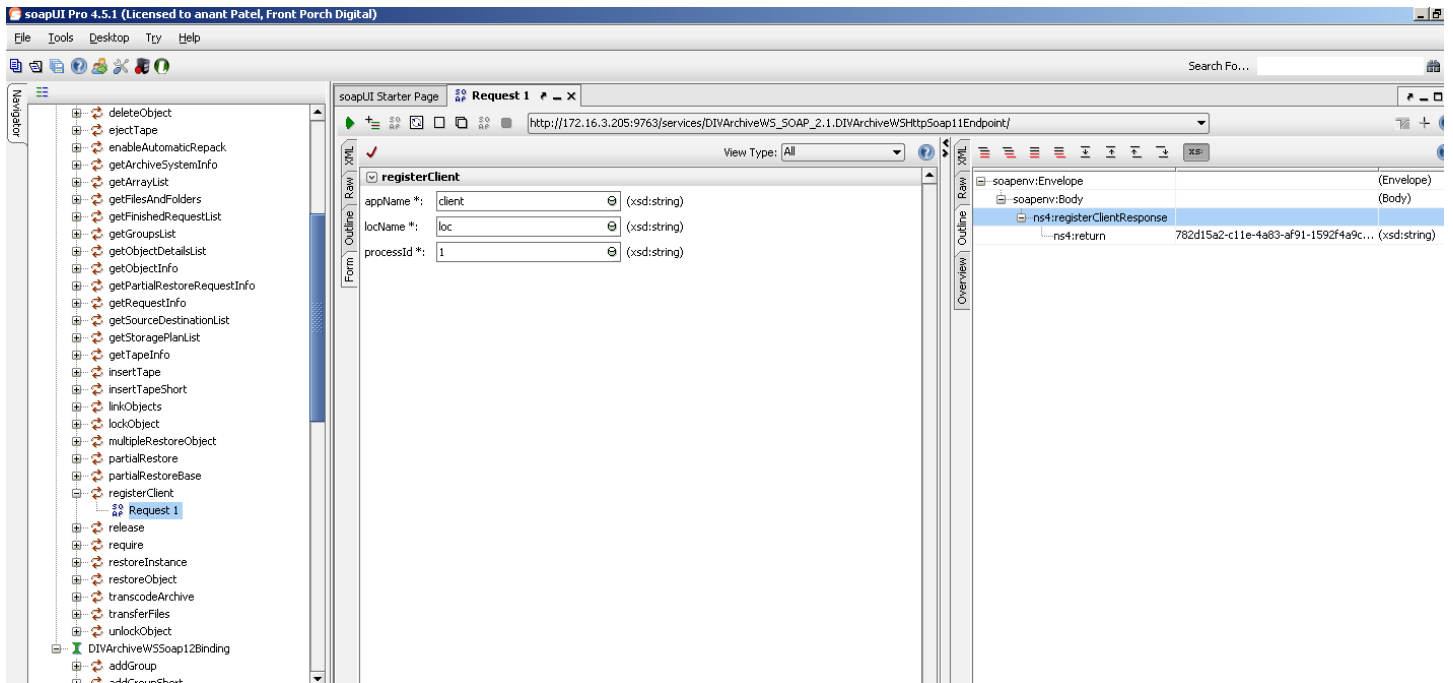 soapUI Pro 4.5.1 (Licensed to anant Patel, Front Porch Digital)
File Tools Desktop Try Help
Search Fo...
Navigator
deleteObject
ejectTape
enableAutomaticRepack
getArchiveSystemInfo
getArrayList
getFilesAndFolders
getFinishedRequestList
getGroupsList
getObjectDetailsList
getObjectInfo
getPartialRestoreRequestInfo
getRequestInfo
getSourceDestinationList
getStoragePlanList
getTapeInfo
insertTape
insertTapeShort
linkObjects
lockObject
multipleRestoreObject
partialRestore
partialRestoreBase
registerClient
Request 1
release
require
restoreInstance
restoreObject
transcodeArchive
transferFiles
unlockObject
DIVArchiveWSSoap12Binding
addGroup
addGroupShort
soapUI Starter Page
Request 1
http://172.16.3.205:9763/services/DIVArchiveWS_SOAP_2.1.DIVArchiveWSHttpSoap11Endpoint/
XML
Raw
Outline
Form
View Type: All
registerClient
appName *: client (xsd:string)
locName *: loc (xsd:string)
processId *: 1 (xsd:string)
XML
Raw
Outline
Overview
XS:
soapenv:Envelope (Envelope)
soapenv:Body (Body)
ns4:registerClientResponse
ns4:return 782d15a2-c11e-4a83-af91-1592f4a9c... (xsd:string)